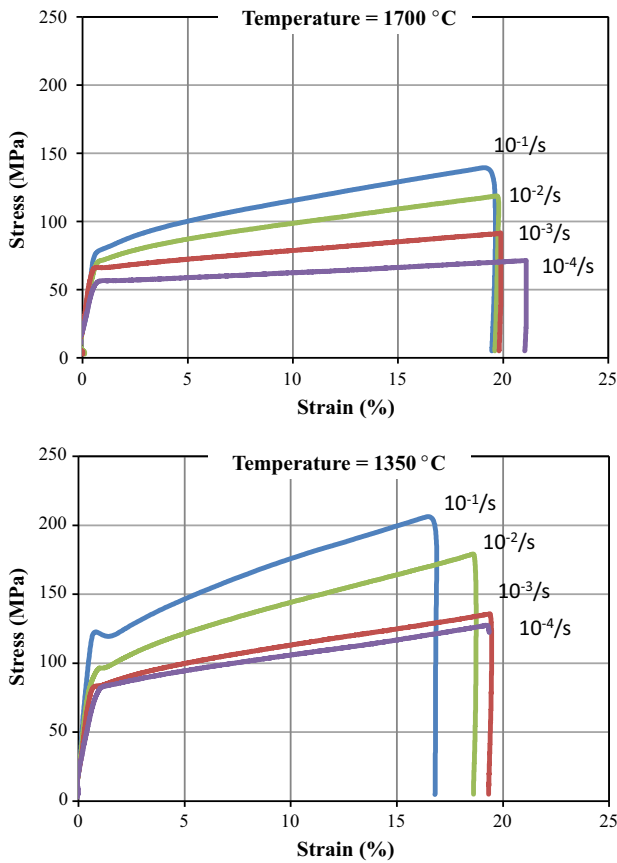 Temperature = 1700 °C
250
200
150
100
50
0
Stress (MPa)
10⁻¹/s
10⁻²/s
10⁻³/s
10⁻⁴/s
0 5 10 15 20 25
Strain (%)
Temperature = 1350 °C
250
200
150
100
50
0
Stress (MPa)
10⁻¹/s
10⁻²/s
10⁻³/s
10⁻⁴/s
0 5 10 15 20 25
Strain (%)